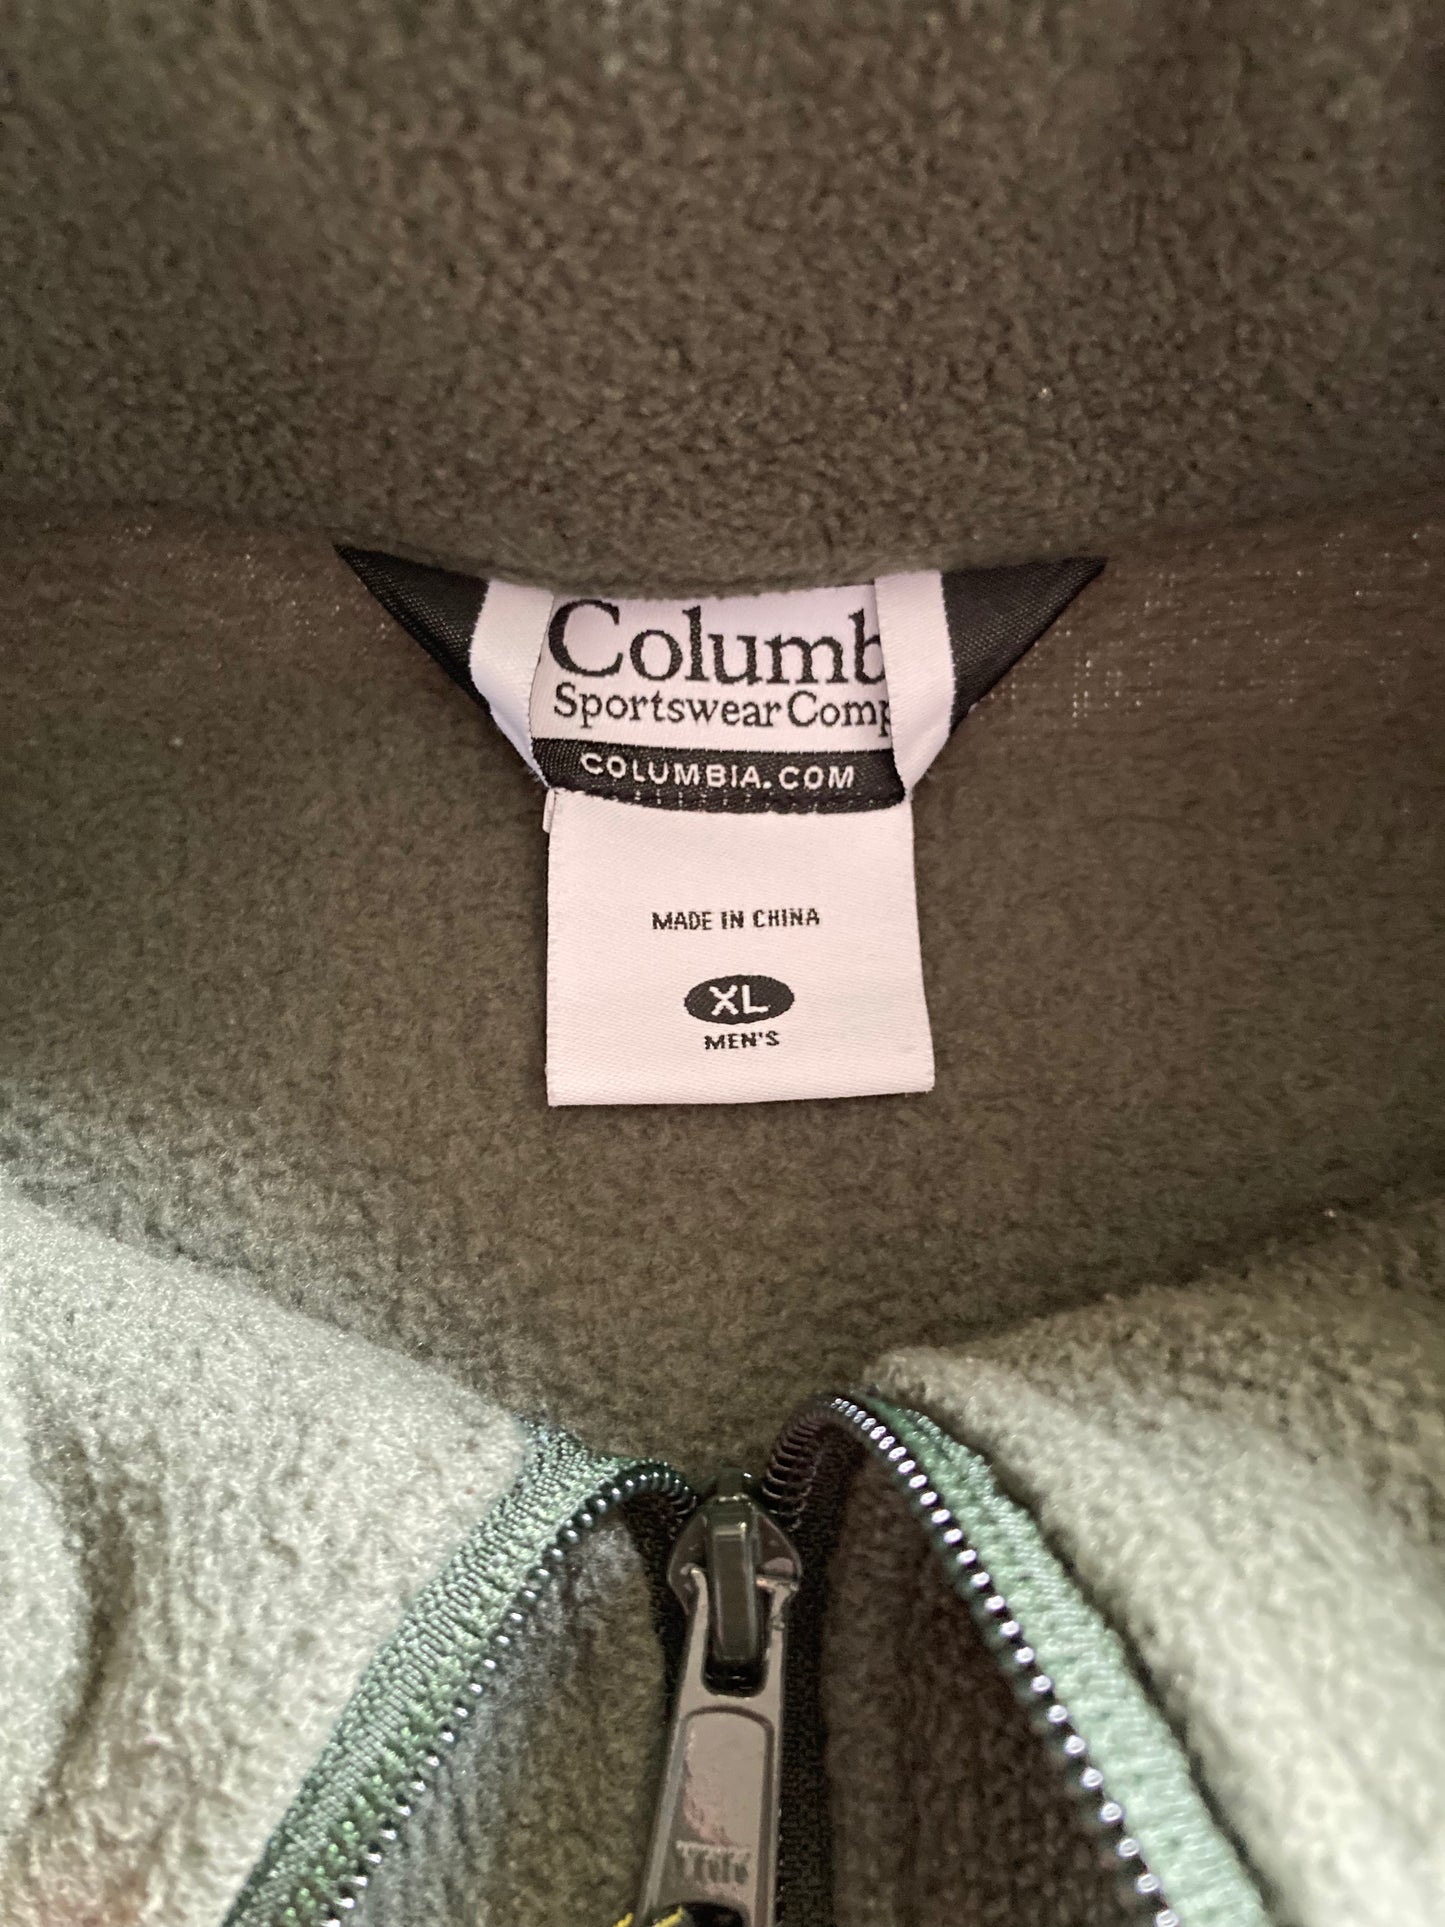 Columb
Sportswear Comp
COLUMBIA.COM
MADE IN CHINA
XL
MEN'S